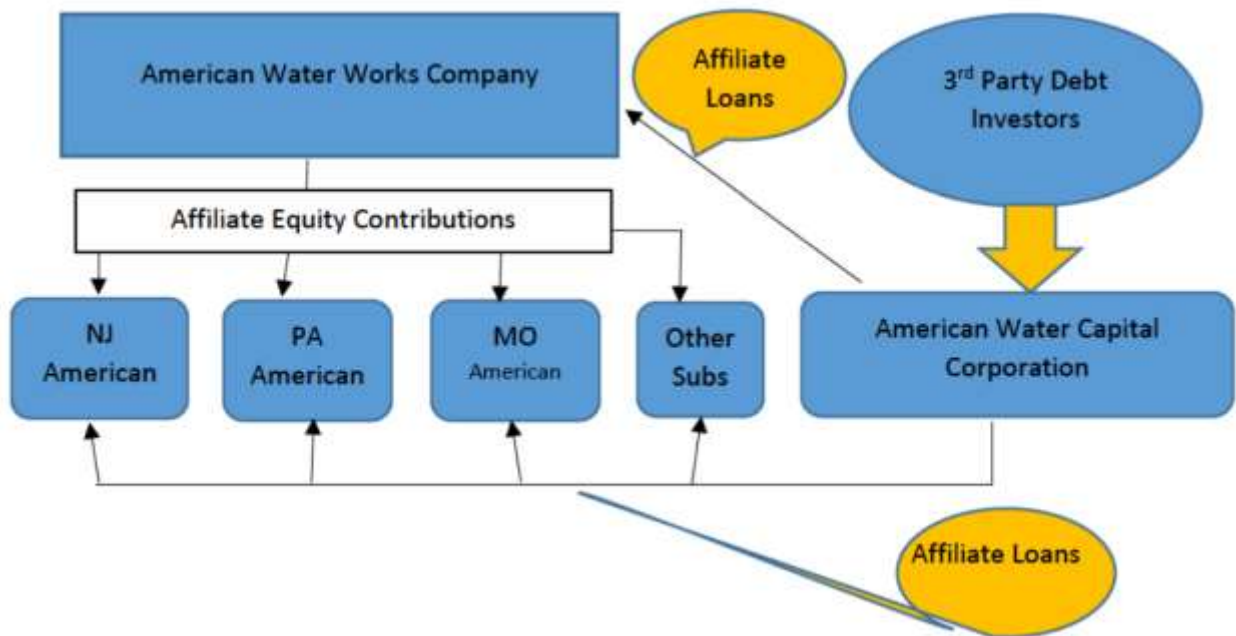 American Water Works Company
Affiliate
Loans
3rd Party Debt
Investors
Affiliate Equity Contributions
NJ
American
PA
American
MO
American
Other
Subs
American Water Capital
Corporation
Affiliate Loans